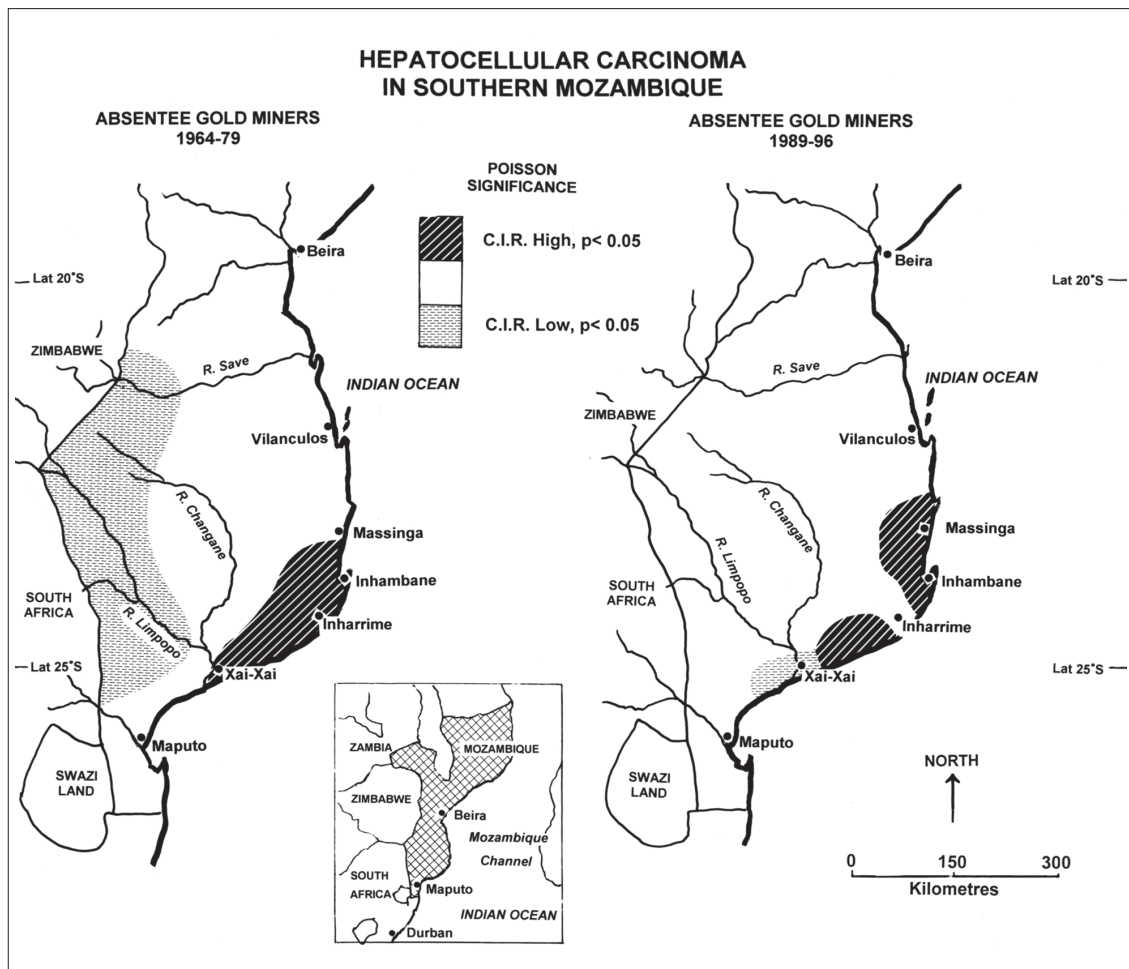 HEPATOCELLULAR CARCINOMA
IN SOUTHERN MOZAMBIQUE
ABSENTEE GOLD MINERS
1964-79
POISSON
SIGNIFICANCE
C.I.R. High, p< 0.05
C.I.R. Low, p< 0.05
Beira
Lat 20°S
ZIMBABWE
R. Save
INDIAN OCEAN
Vilanculos
R. Changane
Massinga
Inhambane
SOUTH
AFRICA
Inharrime
R. Limpopo
Lat 25°S
Xai-Xai
Maputo
SWAZI
LAND
ABSENTEE GOLD MINERS
1989-96
Beira
Lat 20°S
R. Save
INDIAN OCEAN
ZIMBABWE
Vilanculos
R. Changane
Massinga
R. Limpopo
Inhambane
SOUTH
AFRICA
Inharrime
Xai-Xai
Lat 25°S
Maputo
SWAZI
LAND
NORTH
0 150 300
Kilometres
ZAMBIA
MOZAMBIQUE
ZIMBABWE
Beira
Mozambique
Channel
SOUTH
AFRICA
Maputo
INDIAN OCEAN
Durban